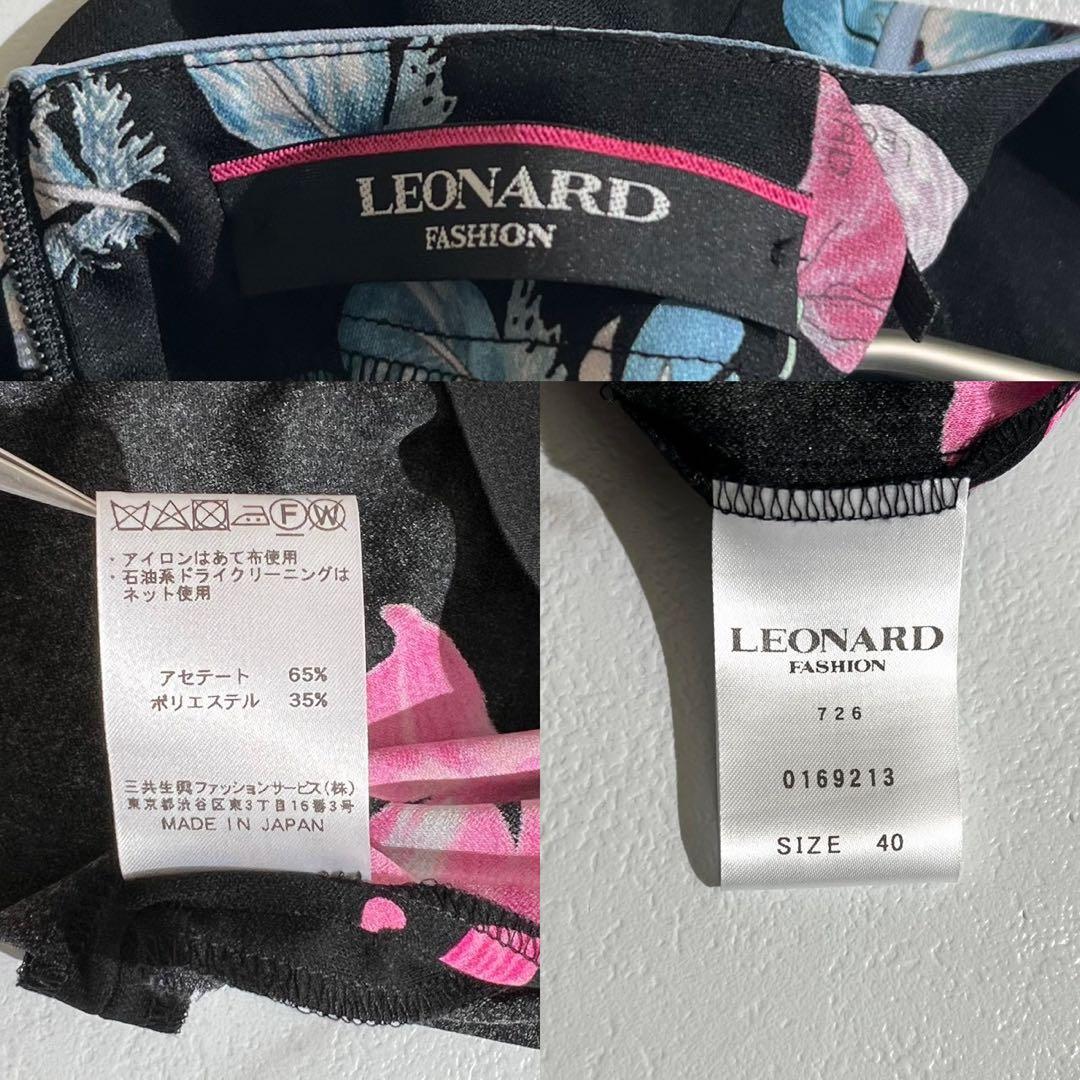 LEONARD
FASHION
F W
・アイロンはあて布使用
・石油系ドライクリーニングは
ネット使用
アセテート 65%
ポリエステル 35%
三共生興ファッションサービス(株)
東京都渋谷区東3丁目16番3号
MADE IN JAPAN
LEONARD
FASHION
726
0169213
SIZE 40